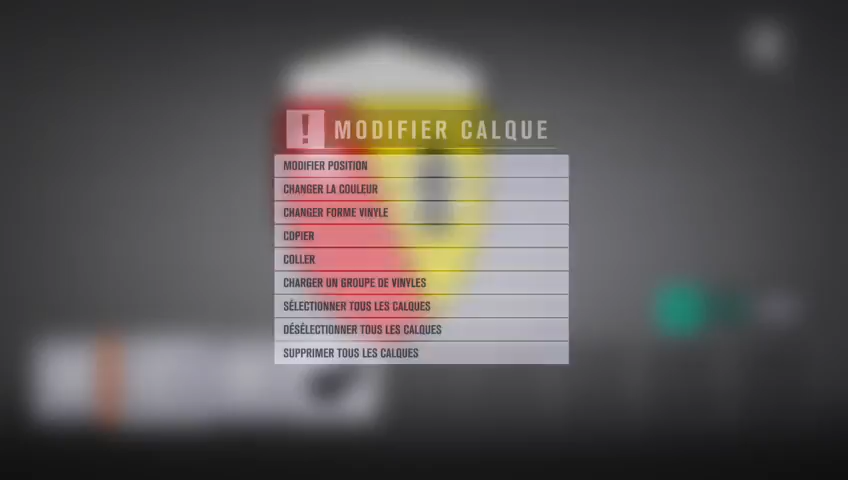 ! MODIFIER CALQUE
MODIFIER POSITION
CHANGER LA COULEUR
CHANGER FORME VINYLE
COPIER
COLLER
CHARGER UN GROUPE DE VINYLES
SÉLECTIONNER TOUS LES CALQUES
DÉSÉLECTIONNER TOUS LES CALQUES
SUPPRIMER TOUS LES CALQUES